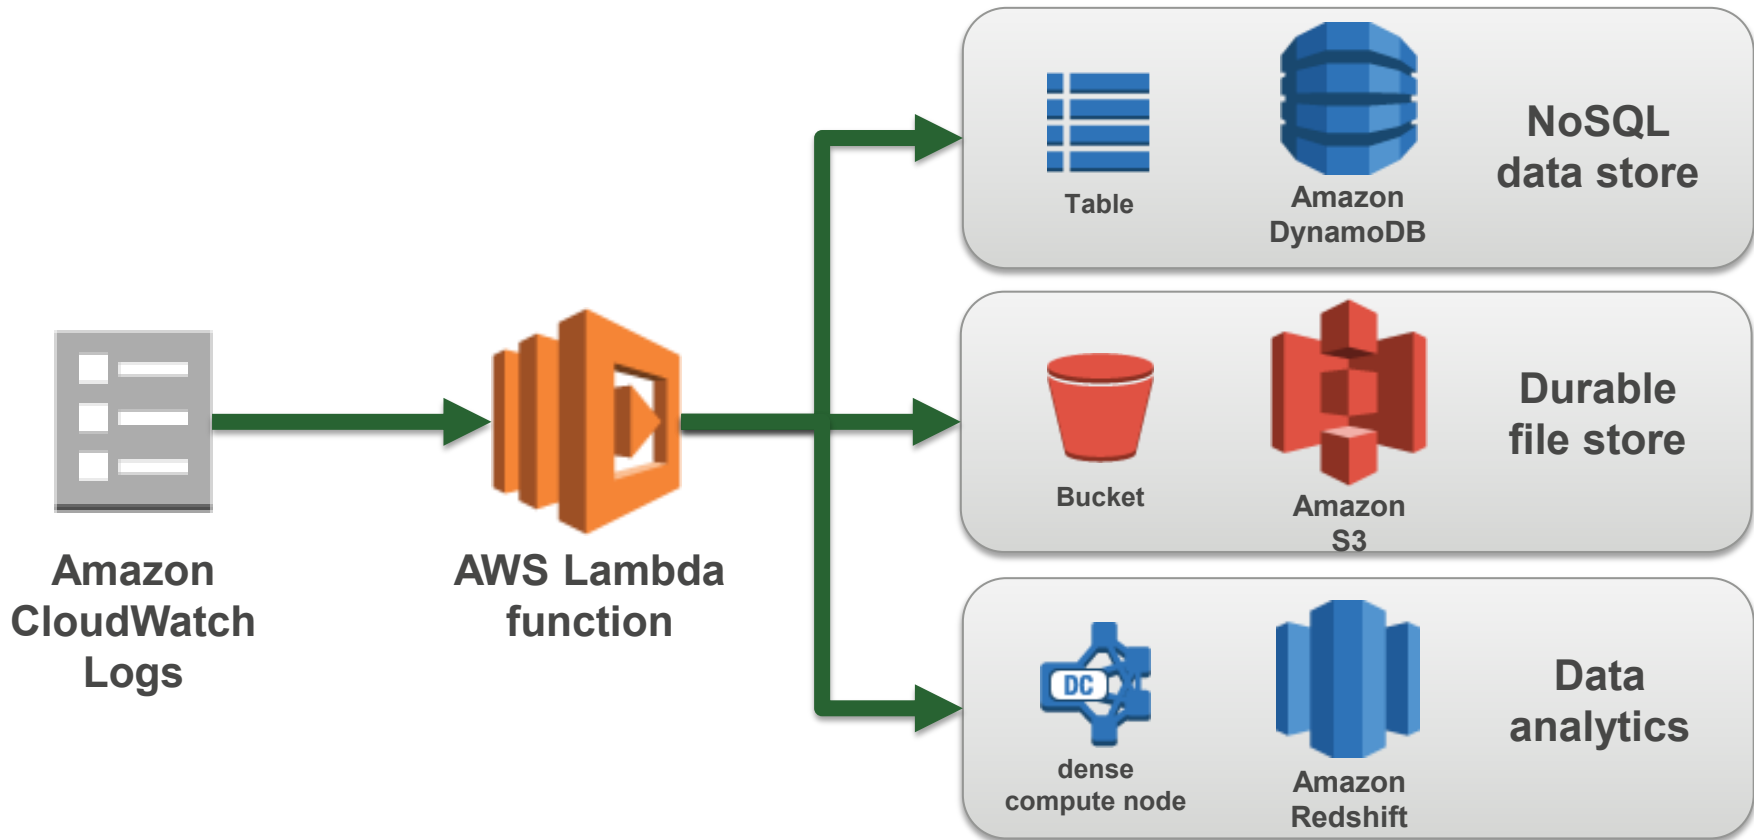 Amazon
CloudWatch
Logs
AWS Lambda
function
Table
Amazon
DynamoDB
NoSQL
data store
Bucket
Amazon
S3
Durable
file store
DC
dense
compute node
Amazon
Redshift
Data
analytics